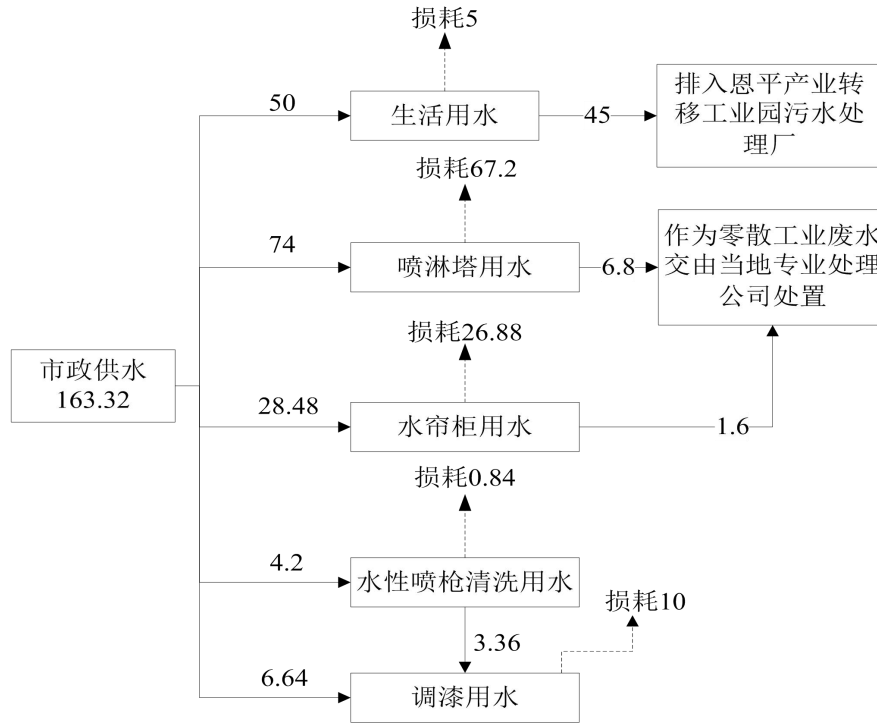 损耗5
50
生活用水
45
排入恩平产业转
移工业园污水处
理厂
损耗67.2
74
喷淋塔用水
6.8
作为零散工业废水
交由当地专业处理
公司处置
损耗26.88
市政供水
163.32
28.48
水帘柜用水
1.6
损耗0.84
4.2
水性喷枪清洗用水
损耗10
3.36
6.64
调漆用水